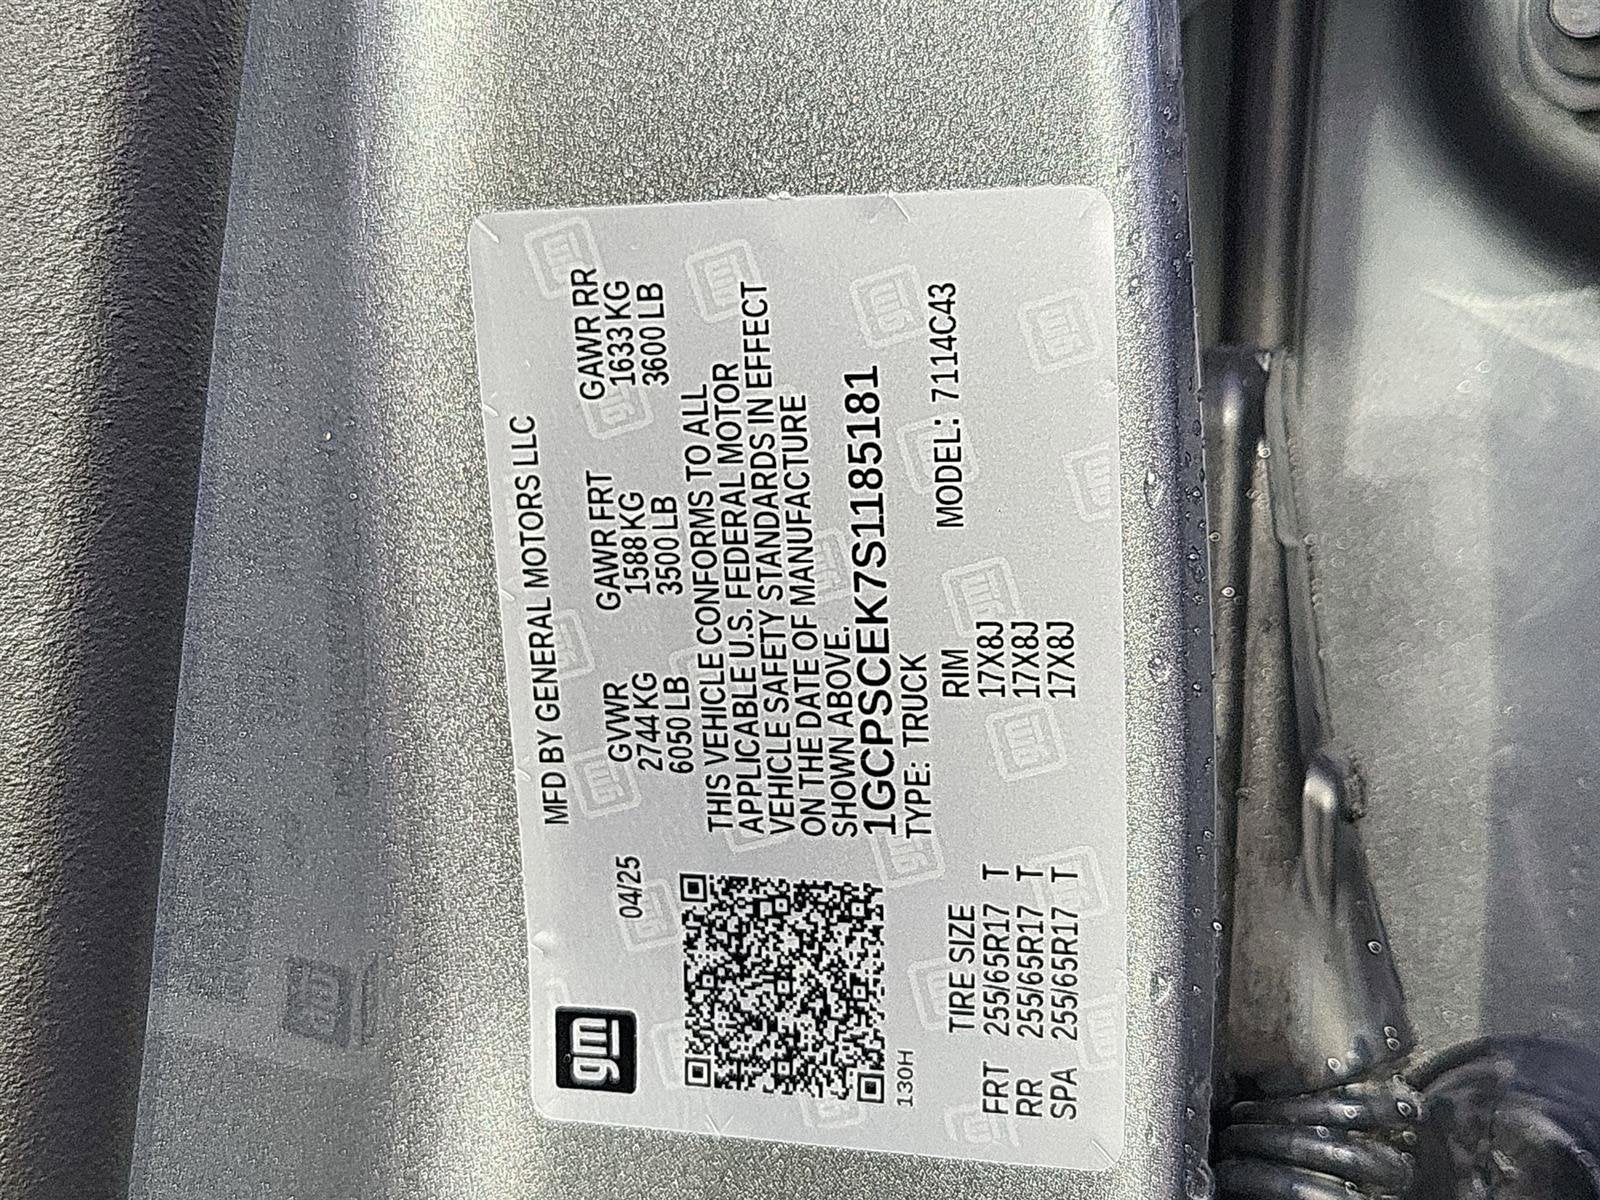 gm
04/25
MFD BY GENERAL MOTORS LLC
GVWR GAWR FRT GAWR RR
2744 KG 1588 KG 1633 KG
6050 LB 3500 LB 3600 LB
THIS VEHICLE CONFORMS TO ALL
APPLICABLE U.S. FEDERAL MOTOR
VEHICLE SAFETY STANDARDS IN EFFECT
ON THE DATE OF MANUFACTURE
SHOWN ABOVE.
1GCPSCEK7S1185181
TYPE: TRUCK MODEL: 7114C43
130H
TIRE SIZE RIM
FRT 255/65R17 T 17X8J
RR 255/65R17 T 17X8J
SPA 255/65R17 T 17X8J